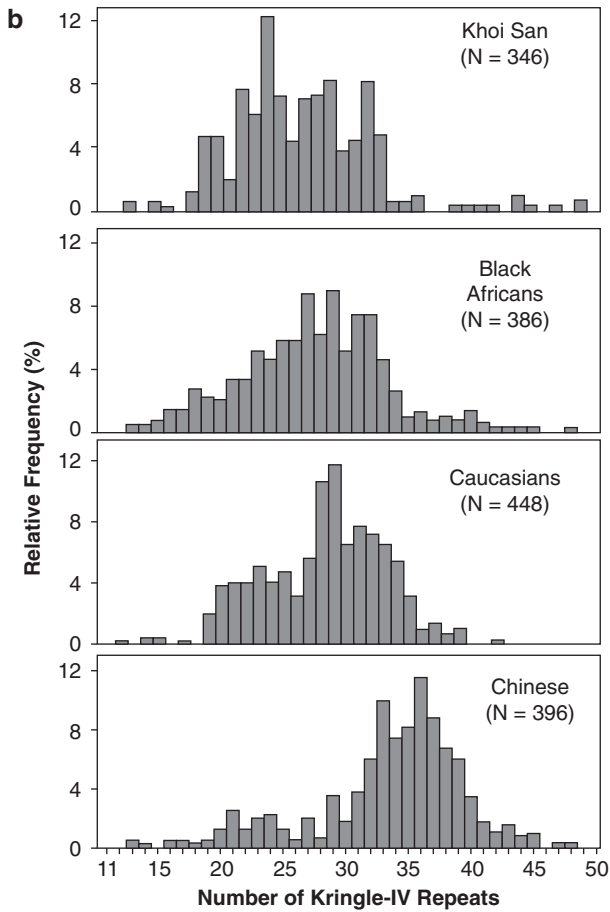 b
Relative Frequency (%)
12
8
4
0
Khoi San
(N = 346)
12
8
4
0
Black
Africans
(N = 386)
12
8
4
0
Caucasians
(N = 448)
12
8
4
0
Chinese
(N = 396)
11 15 20 25 30 35 40 45 50
Number of Kringle-IV Repeats